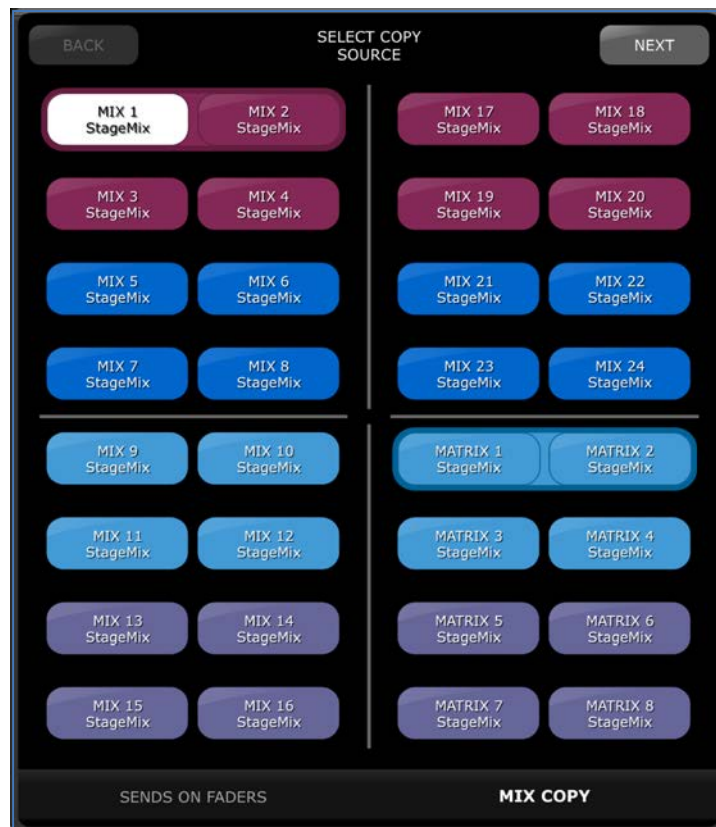 BACK
SELECT COPY
SOURCE
NEXT
MIX 1
StageMix
MIX 2
StageMix
MIX 17
StageMix
MIX 18
StageMix
MIX 3
StageMix
MIX 4
StageMix
MIX 19
StageMix
MIX 20
StageMix
MIX 5
StageMix
MIX 6
StageMix
MIX 21
StageMix
MIX 22
StageMix
MIX 7
StageMix
MIX 8
StageMix
MIX 23
StageMix
MIX 24
StageMix
MIX 9
StageMix
MIX 10
StageMix
MATRIX 1
StageMix
MATRIX 2
StageMix
MIX 11
StageMix
MIX 12
StageMix
MATRIX 3
StageMix
MATRIX 4
StageMix
MIX 13
StageMix
MIX 14
StageMix
MATRIX 5
StageMix
MATRIX 6
StageMix
MIX 15
StageMix
MIX 16
StageMix
MATRIX 7
StageMix
MATRIX 8
StageMix
SENDS ON FADERS
MIX COPY